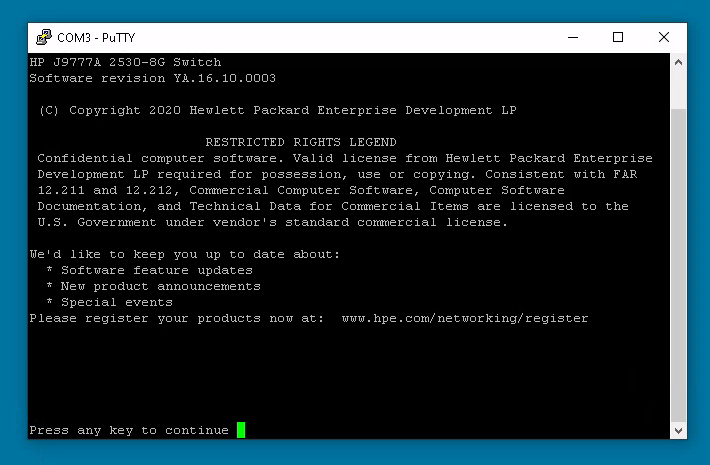 COM3 - PuTTY
HP J9777A 2530-8G Switch
Software revision YA.16.10.0003
(C) Copyright 2020 Hewlett Packard Enterprise Development LP
RESTRICTED RIGHTS LEGEND
Confidential computer software. Valid license from Hewlett Packard Enterprise
Development LP required for possession, use or copying. Consistent with FAR
12.211 and 12.212, Commercial Computer Software, Computer Software
Documentation, and Technical Data for Commercial Items are licensed to the
U.S. Government under vendor's standard commercial license.
We'd like to keep you up to date about:
* Software feature updates
* New product announcements
* Special events
Please register your products now at:  www.hpe.com/networking/register
Press any key to continue